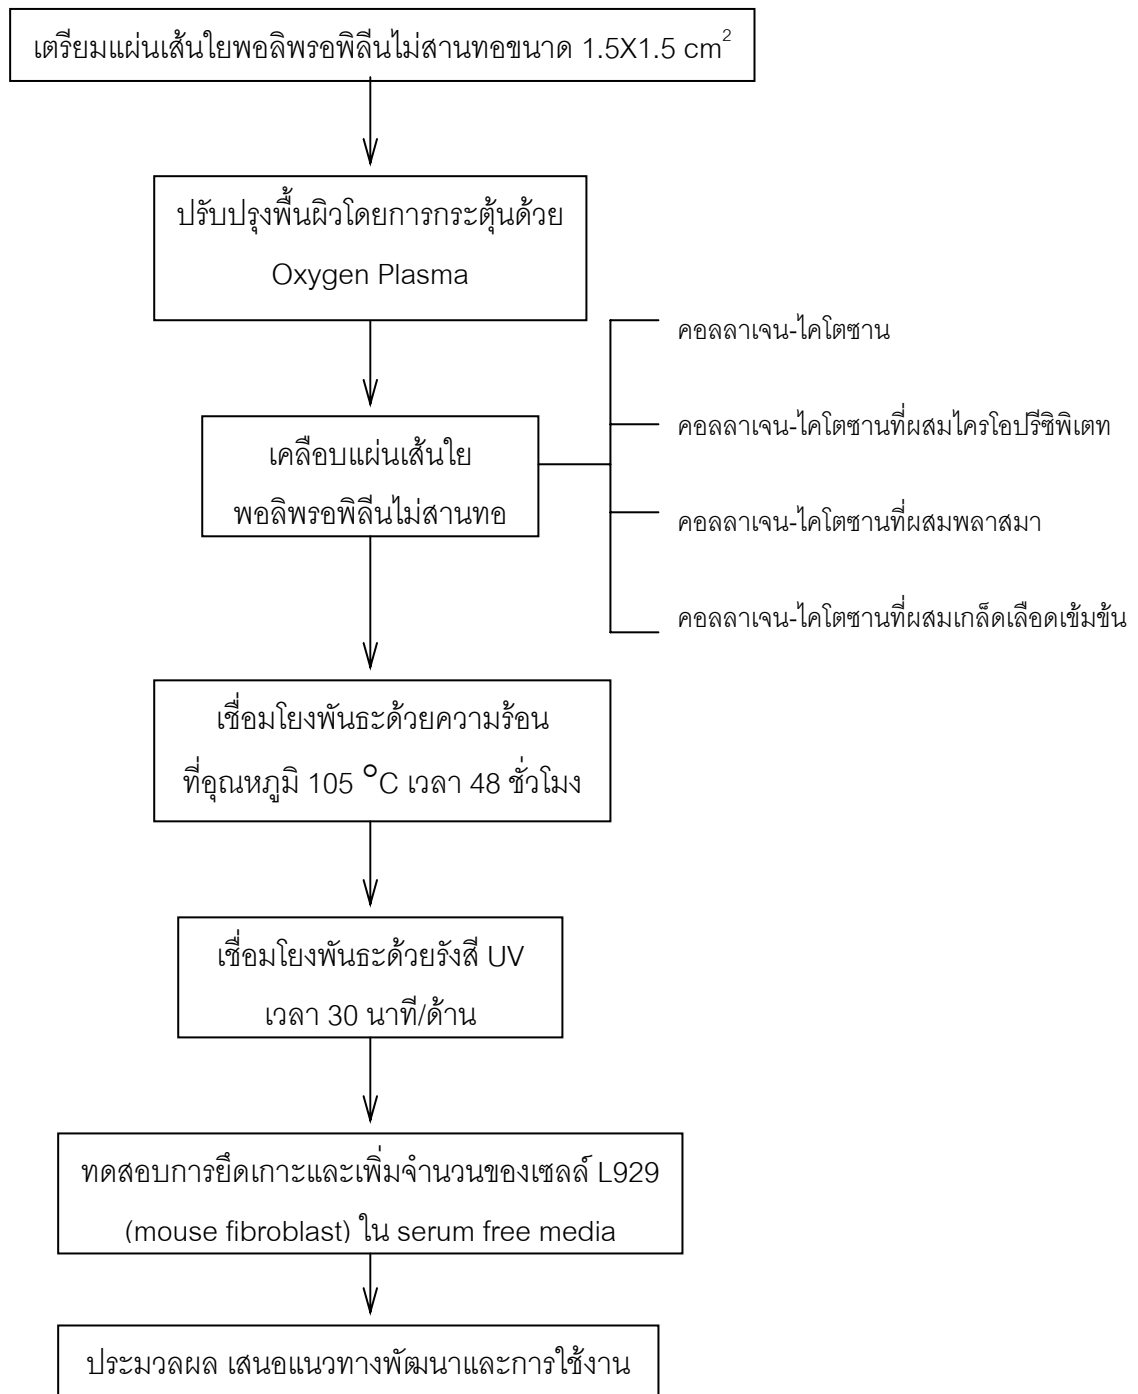 เตรียมแผ่นเส้นใยพอลิพรอพิลีนไม่สานทอขนาด 1.5X1.5 cm²
ปรับปรุงพื้นผิวโดยการกระตุ้นด้วย
Oxygen Plasma
เคลือบแผ่นเส้นใย
พอลิพรอพิลีนไม่สานทอ
คอลลาเจน-ไคโตซาน
คอลลาเจน-ไคโตซานที่ผสมไครโอปรีซิพิเตท
คอลลาเจน-ไคโตซานที่ผสมพลาสมา
คอลลาเจน-ไคโตซานที่ผสมเกล็ดเลือดเข้มข้น
เชื่อมโยงพันธะด้วยความร้อน
ที่อุณหภูมิ 105 °C เวลา 48 ชั่วโมง
เชื่อมโยงพันธะด้วยรังสี UV
เวลา 30 นาที/ด้าน
ทดสอบการยึดเกาะและเพิ่มจำนวนของเซลล์ L929
(mouse fibroblast) ใน serum free media
ประมวลผล เสนอแนวทางพัฒนาและการใช้งาน